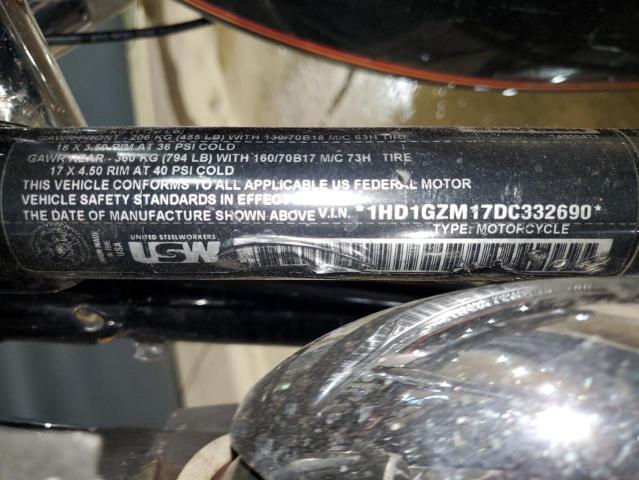 GAWR FRONT - 206 KG (455 LB) WITH 130/70B18 M/C 63H TIRE
18 X 3.50 RIM AT 36 PSI COLD
GAWR REAR - 360 KG (794 LB) WITH 160/70B17 M/C 73H TIRE
17 X 4.50 RIM AT 40 PSI COLD
THIS VEHICLE CONFORMS TO ALL APPLICABLE US FEDERAL MOTOR
VEHICLE SAFETY STANDARDS IN EFFECT
THE DATE OF MANUFACTURE SHOWN ABOVE V.I.N. *1HD1GZM17DC332690*
TYPE: MOTORCYCLE
UNITED STEELWORKERS
USW
MADE
USA